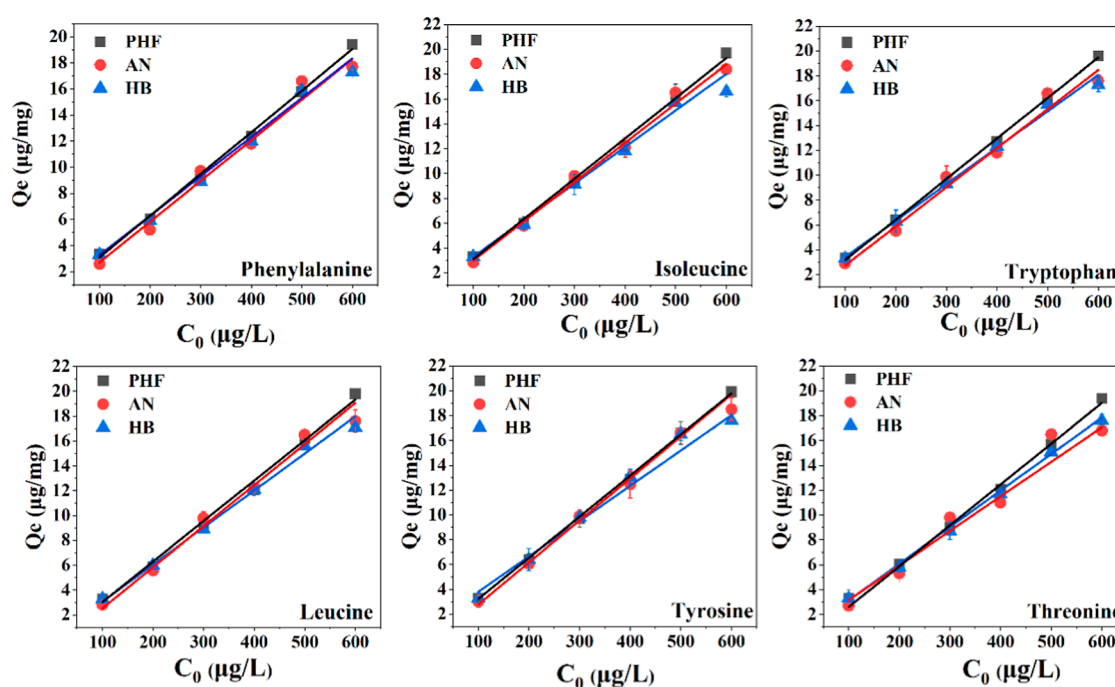 20
18
16
14
12
10
8
6
4
2
Qe (μg/mg)
PHF
AN
HB
Phenylalanine
100 200 300 400 500 600
C0 (μg/L)
22
20
18
16
14
12
10
8
6
4
2
Qe (μg/mg)
PHF
AN
HB
Isoleucine
100 200 300 400 500 600
C0 (μg/L)
22
20
18
16
14
12
10
8
6
4
2
Qe (μg/mg)
PHF
AN
HB
Tryptophan
100 200 300 400 500 600
C0 (μg/L)
22
20
18
16
14
12
10
8
6
4
2
Qe (μg/mg)
PHF
AN
HB
Leucine
100 200 300 400 500 600
C0 (μg/L)
22
20
18
16
14
12
10
8
6
4
2
Qe (μg/mg)
PHF
AN
HB
Tyrosine
100 200 300 400 500 600
C0 (μg/L)
22
20
18
16
14
12
10
8
6
4
2
Qe (μg/mg)
PHF
AN
HB
Threonine
100 200 300 400 500 600
C0 (μg/L)